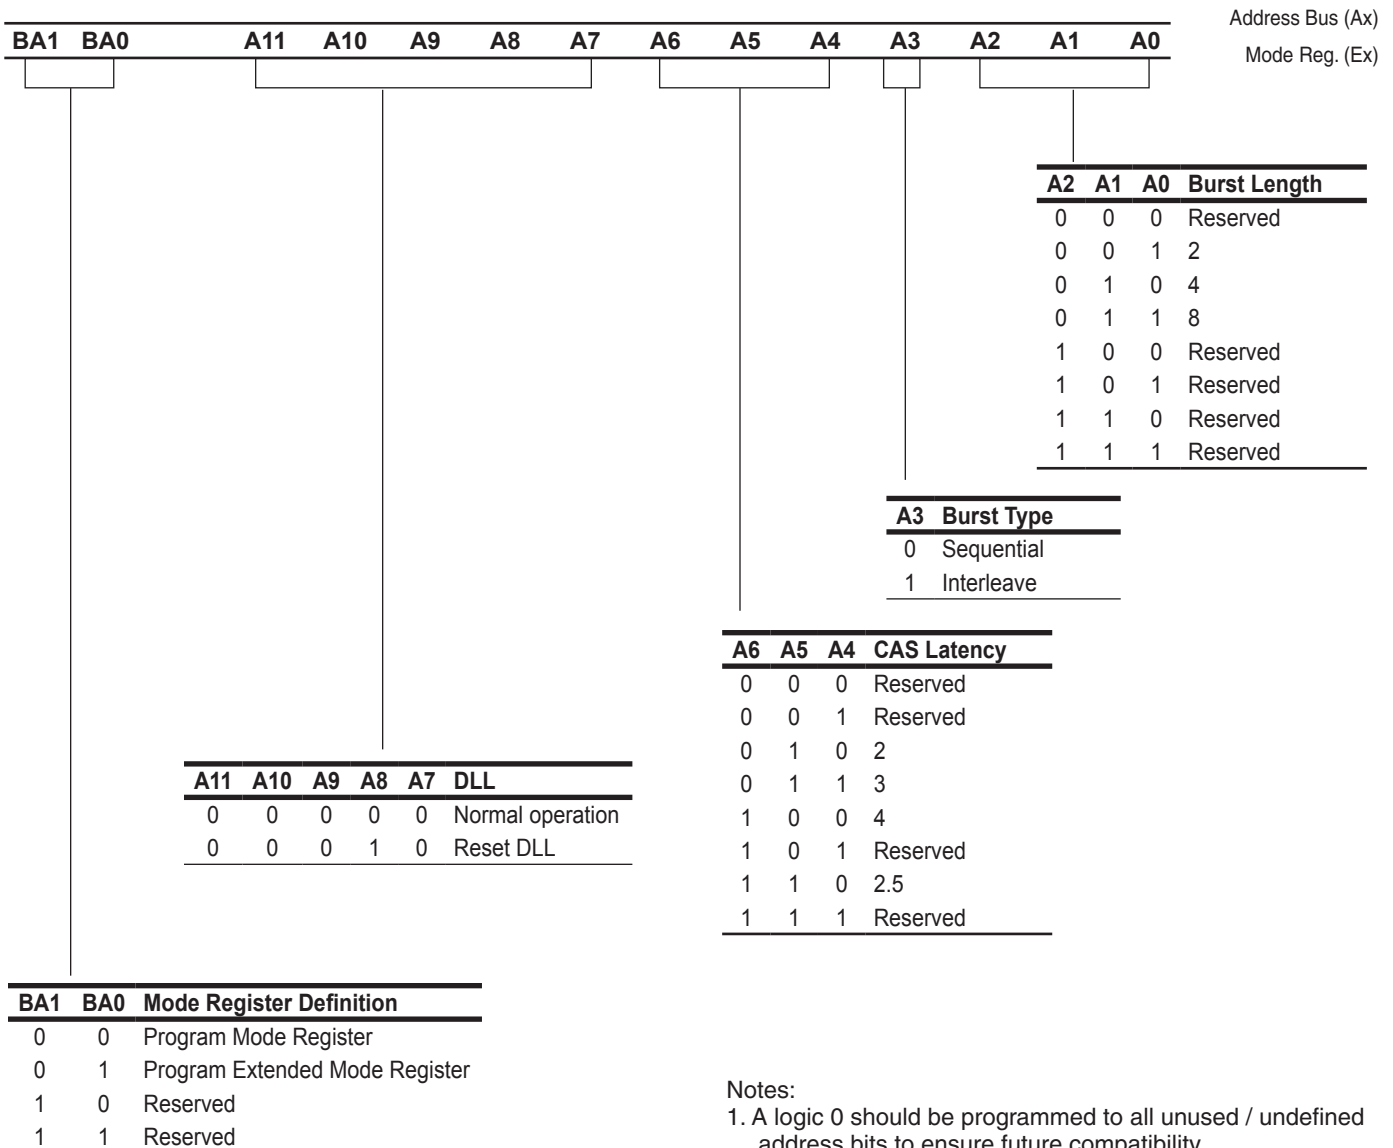 Address Bus (Ax)
BA1 BA0 A11 A10 A9 A8 A7 A6 A5 A4 A3 A2 A1 A0
Mode Reg. (Ex)
A2 A1 A0 Burst Length
0 0 0 Reserved
0 0 1 2
0 1 0 4
0 1 1 8
1 0 0 Reserved
1 0 1 Reserved
1 1 0 Reserved
1 1 1 Reserved
A3 Burst Type
0 Sequential
1 Interleave
A6 A5 A4 CAS Latency
0 0 0 Reserved
0 0 1 Reserved
0 1 0 2
0 1 1 3
1 0 0 4
1 0 1 Reserved
1 1 0 2.5
1 1 1 Reserved
A11 A10 A9 A8 A7 DLL
0 0 0 0 0 Normal operation
0 0 0 1 0 Reset DLL
BA1 BA0 Mode Register Definition
0 0 Program Mode Register
0 1 Program Extended Mode Register
1 0 Reserved
1 1 Reserved
Notes:
1. A logic 0 should be programmed to all unused / undefined
address bits to ensure future compatibility